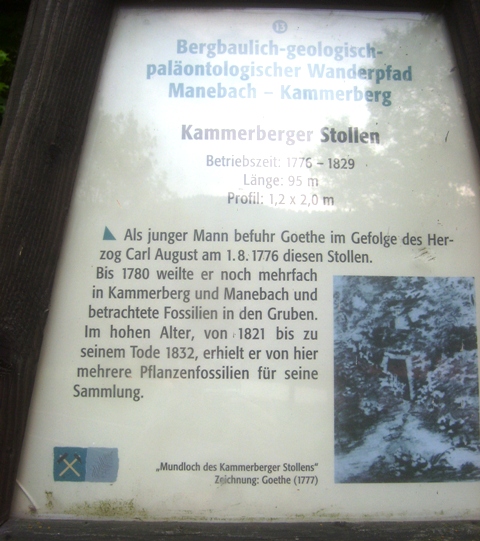 13
Bergbaulich-geologisch-
paläontologischer Wanderpfad
Manebach – Kammerberg
Kammerberger Stollen
Betriebszeit: 1776 – 1829
Länge: 95 m
Profil: 1,2 x 2,0 m
Als junger Mann befuhr Goethe im Gefolge des Her-
zog Carl August am 1.8.1776 diesen Stollen.
Bis 1780 weilte er noch mehrfach
in Kammerberg und Manebach und
betrachtete Fossilien in den Gruben.
Im hohen Alter, von 1821 bis zu
seinem Tode 1832, erhielt er von hier
mehrere Pflanzenfossilien für seine
Sammlung.
„Mundloch des Kammerberger Stollens“
Zeichnung: Goethe (1777)